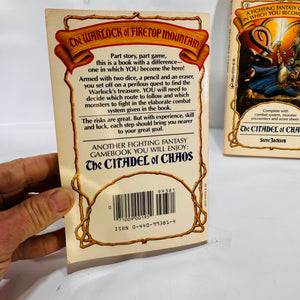 The WARLOCK of FIRETOP MOUNTAIN
Part story, part game,
this is a book with a difference—
one in which YOU become the hero!
Armed with two dice, a pencil and an eraser,
you set off on a perilous quest to find the
Warlock's treasure. YOU will need to
decide which route to follow and which
monsters to fight in the elaborate combat
system given in the book.
The risks are great. But with experience, skill
and luck, each step should bring you nearer
to your great goal.
ANOTHER FIGHTING FANTASY
GAMEBOOK YOU WILL ENJOY:
The CITADEL of CHAOS
99381
ISBN 0-440-99381-4
A FIGHTING FANTASY
WHICH YOU BECOME
Complete with
combat system, monster
encounters and score sheet
The CITADEL of CHAOS
Steve Jackson